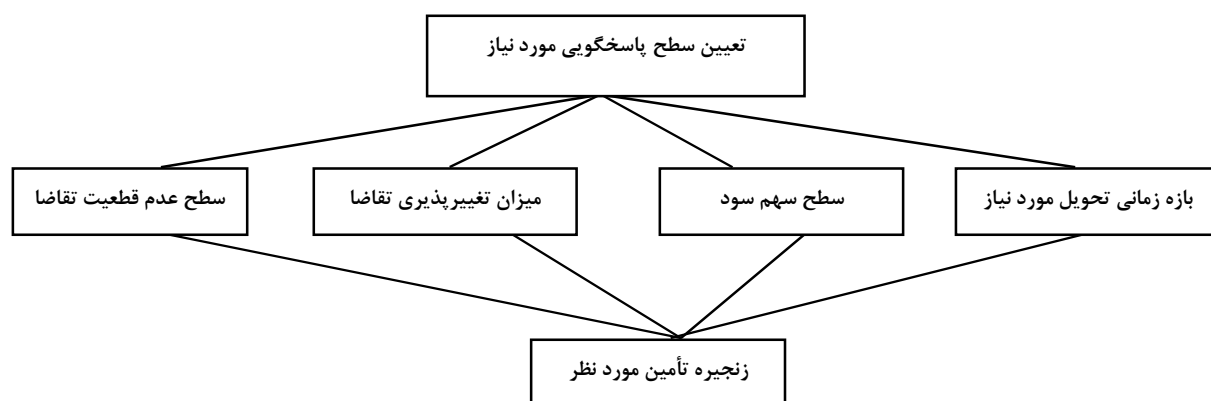 تعیین سطح پاسخگویی مورد نیاز
بازه زمانی تحویل مورد نیاز
سطح سهم سود
میزان تغییرپذیری تقاضا
سطح عدم قطعیت تقاضا
زنجیره تأمین مورد نظر